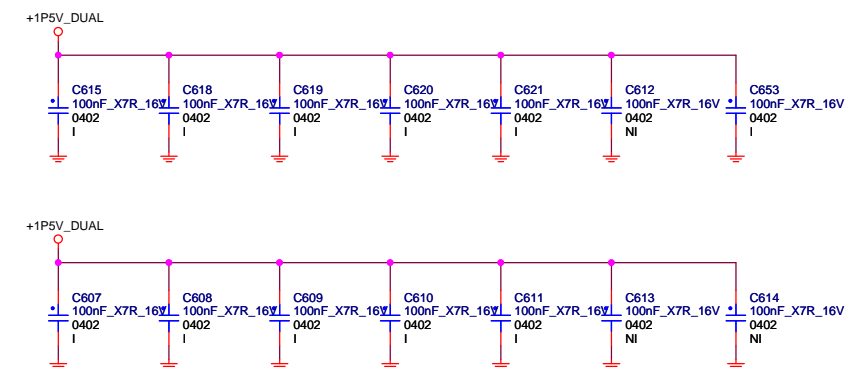 +1P5V_DUAL
C615 C618 C619 C620 C621 C612 C653
100nF_X7R_16V 100nF_X7R_16V 100nF_X7R_16V 100nF_X7R_16V 100nF_X7R_16V 100nF_X7R_16V 100nF_X7R_16V
0402 0402 0402 0402 0402 0402 0402
I I I I I NI I
+1P5V_DUAL
C607 C608 C609 C610 C611 C613 C614
100nF_X7R_16V 100nF_X7R_16V 100nF_X7R_16V 100nF_X7R_16V 100nF_X7R_16V 100nF_X7R_16V 100nF_X7R_16V
0402 0402 0402 0402 0402 0402 0402
I I I I I NI NI